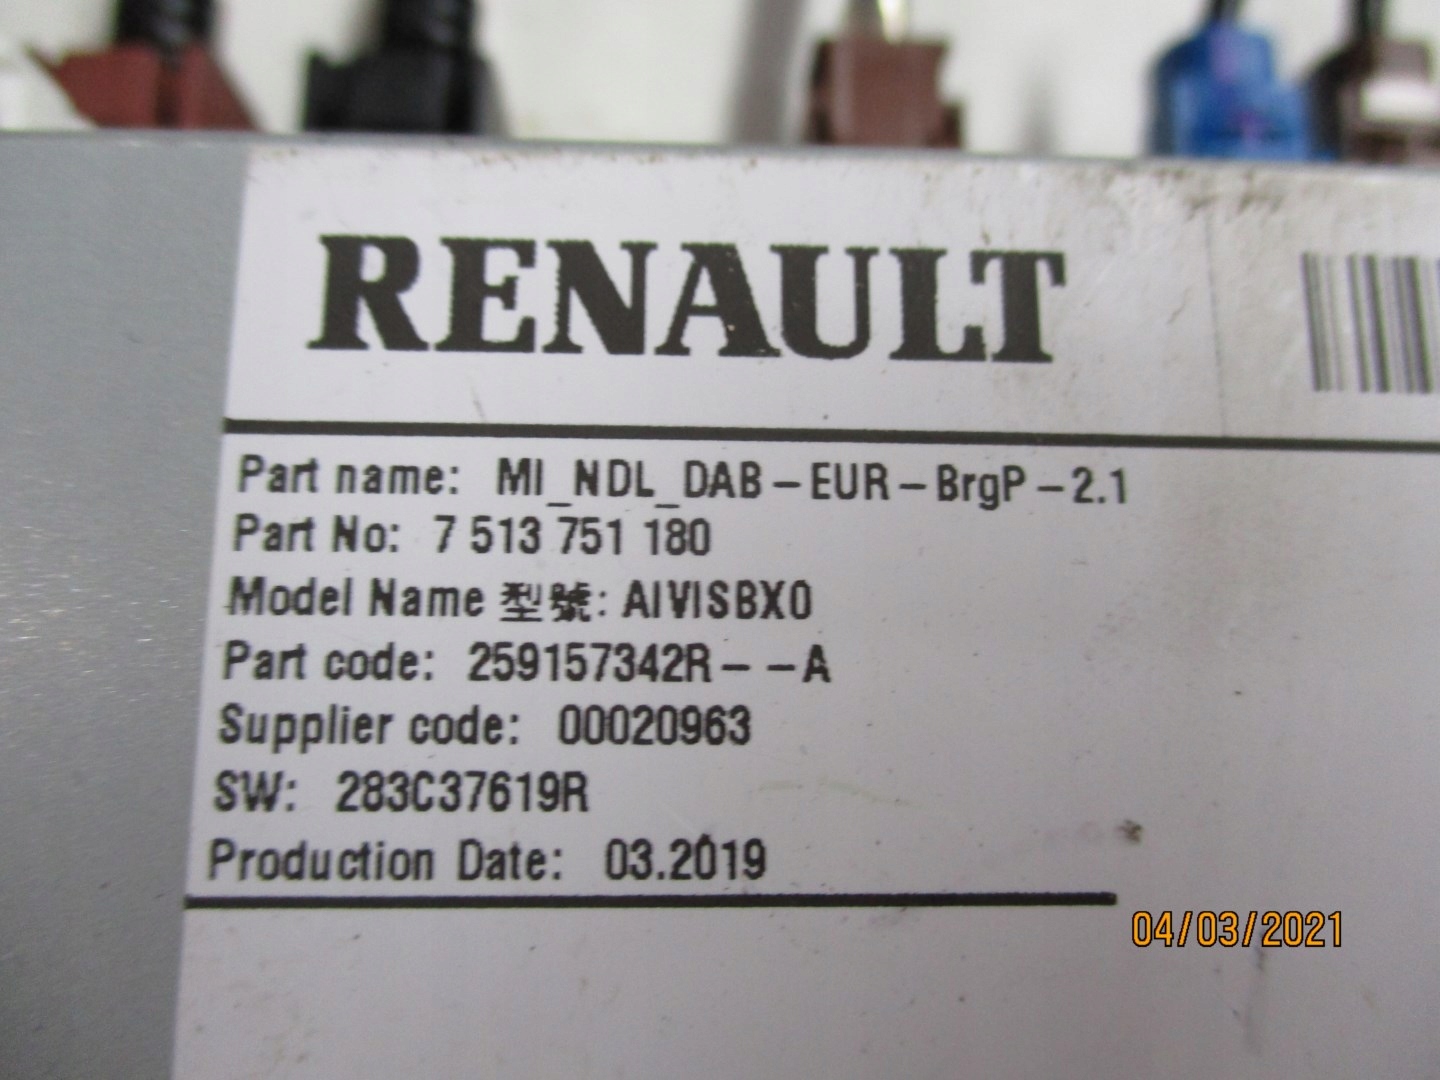 RENAULT
Part name: MI_NDL_DAB-EUR-BrgP-2.1
Part No: 7 513 751 180
Model Name 型號: AIVISBX0
Part code: 259157342R- -A
Supplier code: 00020963
SW: 283C37619R
Production Date: 03.2019
04/03/2021